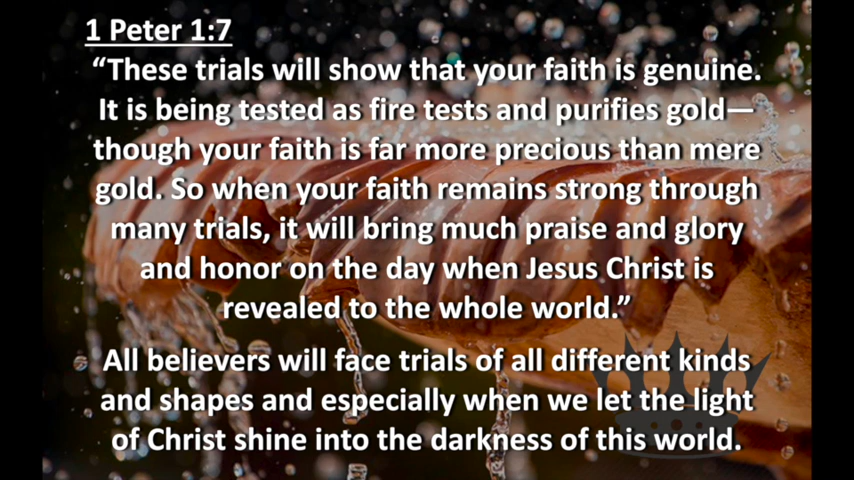 1 Peter 1:7
“These trials will show that your faith is genuine.
It is being tested as fire tests and purifies gold—
though your faith is far more precious than mere
gold. So when your faith remains strong through
many trials, it will bring much praise and glory
and honor on the day when Jesus Christ is
revealed to the whole world.”
All believers will face trials of all different kinds
and shapes and especially when we let the light
of Christ shine into the darkness of this world.